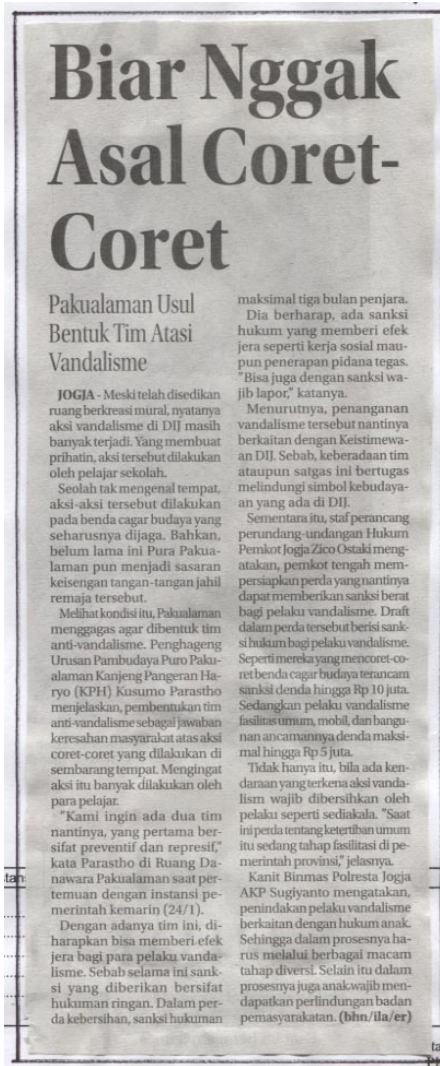 Biar Nggak
Asal Coret-
Coret
Pakualaman Usul
Bentuk Tim Atasi
Vandalisme
JOGJA - Meski telah disedikan
ruang berkreasi mural, nyatanya
aksi vandalisme di DIJ masih
banyak terjadi. Yang membuat
prihatin, aksi tersebut dilakukan
oleh pelajar sekolah.
Seolah tak mengenal tempat,
aksi-aksi tersebut dilakukan
pada benda cagar budaya yang
seharusnya dijaga. Bahkan,
belum lama ini Pura Pakua-
laman pun menjadi sasaran
keisengan tangan-tangan jahil
remaja tersebut.
Melihat kondisi itu, Pakualaman
menggagas agar dibentuk tim
anti-vandalisme. Penghageng
Urusan Pambudaya Puro Paku-
alaman Kanjeng Pangeran Ha-
ryo (KPH) Kusumo Parastho
menjelaskan, pembentukan tim
anti-vandalisme sebagai jawaban
keresahan masyarakat atas aksi
coret-coret yang dilakukan di
sembarang tempat. Mengingat
aksi itu banyak dilakukan oleh
para pelajar.
"Kami ingin ada dua tim
nantinya, yang pertama ber-
sifat preventif dan represif,"
kata Parastho di Ruang Da-
nawara Pakualaman saat per-
temuan dengan instansi pe-
merintah kemarin (24/1).
Dengan adanya tim ini, di-
harapkan bisa memberi efek
jera bagi para pelaku vanda-
lisme. Sebab selama ini sank-
si yang diberikan bersifat
hukuman ringan. Dalam per-
da kebersihan, sanksi hukuman
maksimal tiga bulan penjara.
Dia berharap, ada sanksi
hukum yang memberi efek
jera seperti kerja sosial mau-
pun penerapan pidana tegas.
"Bisa juga dengan sanksi wa-
jib lapor," katanya.
Menurutnya, penanganan
vandalisme tersebut nantinya
berkaitan dengan Keistimewa-
an DIJ. Sebab, keberadaan tim
ataupun satgas ini bertugas
melindungi simbol kebudaya-
an yang ada di DIJ.
Sementara itu, staf perancang
perundang-undangan Hukum
Pemkot Jogja Zico Ostaki meng-
atakan, pemkot tengah mem-
persiapkan perda yang nantinya
dapat memberikan sanksi berat
bagi pelaku vandalisme. Draft
dalam perda tersebut berisi sank-
si hukum bagi pelaku vandalisme.
Seperti mereka yang mencoret-co-
ret benda cagar budaya terancam
sanksi denda hingga Rp 10 juta.
Sedangkan pelaku vandalisme
fasilitas umum, mobil, dan bangu-
nan ancamannya denda maksi-
mal hingga Rp 5 juta.
Tidak hanya itu, bila ada ken-
daraan yang terkena aksi vanda-
lism wajib dibersihkan oleh
pelaku seperti sediakala. "Saat
ini perda tentang ketertiban umum
itu sedang tahap fasilitasi di pe-
merintah provinsi," jelasnya.
Kanit Binmas Polresta Jogja
AKP Sugiyanto mengatakan,
penindakan pelaku vandalisme
berkaitan dengan hukum anak.
Sehingga dalam prosesnya ha-
rus melalui berbagai macam
tahap diversi. Selain itu dalam
prosesnya juga anak wajib men-
dapatkan perlindungan badan
pemasyarakatan. (bhn/ila/er)